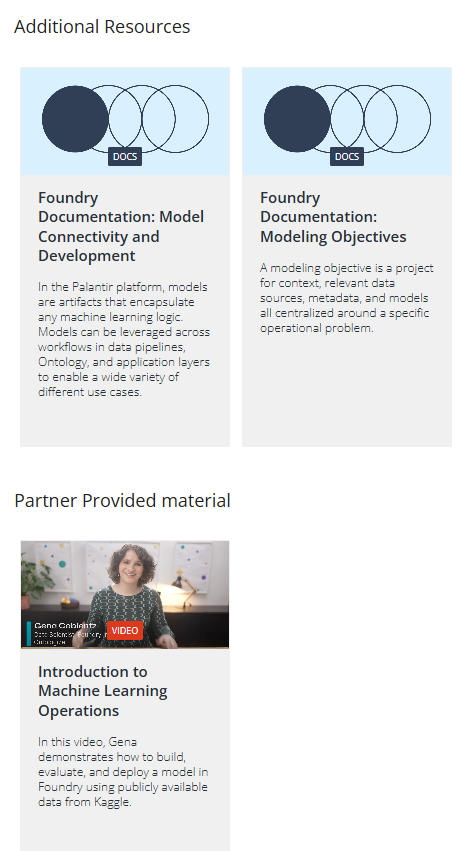 Additional Resources
DOCS
Foundry
Documentation: Model
Connectivity and
Development
In the Palantir platform, models
are artifacts that encapsulate
any machine learning logic.
Models can be leveraged across
workflows in data pipelines,
Ontology, and application layers
to enable a wide variety of
different use cases.
DOCS
Foundry
Documentation:
Modeling Objectives
A modeling objective is a project
for context, relevant data
sources, metadata, and models
all centralized around a specific
operational problem.
Partner Provided material
Gena Coblentz
Data Scientist, Foundry
Ontologize
VIDEO
Introduction to
Machine Learning
Operations
In this video, Gena
demonstrates how to build,
evaluate, and deploy a model in
Foundry using publicly available
data from Kaggle.